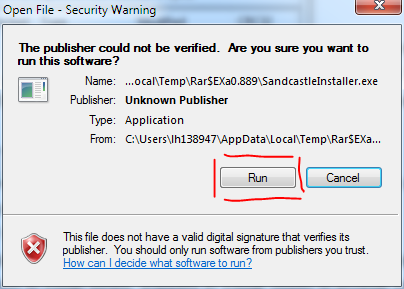 Open File - Security Warning
The publisher could not be verified.  Are you sure you want to
run this software?
Name: ...ocal\Temp\Rar$EXa0.889\SandcastleInstaller.exe
Publisher: Unknown Publisher
Type: Application
From: C:\Users\lh138947\AppData\Local\Temp\Rar$EXa...
Run Cancel
This file does not have a valid digital signature that verifies its
publisher.  You should only run software from publishers you trust.
How can I decide what software to run?